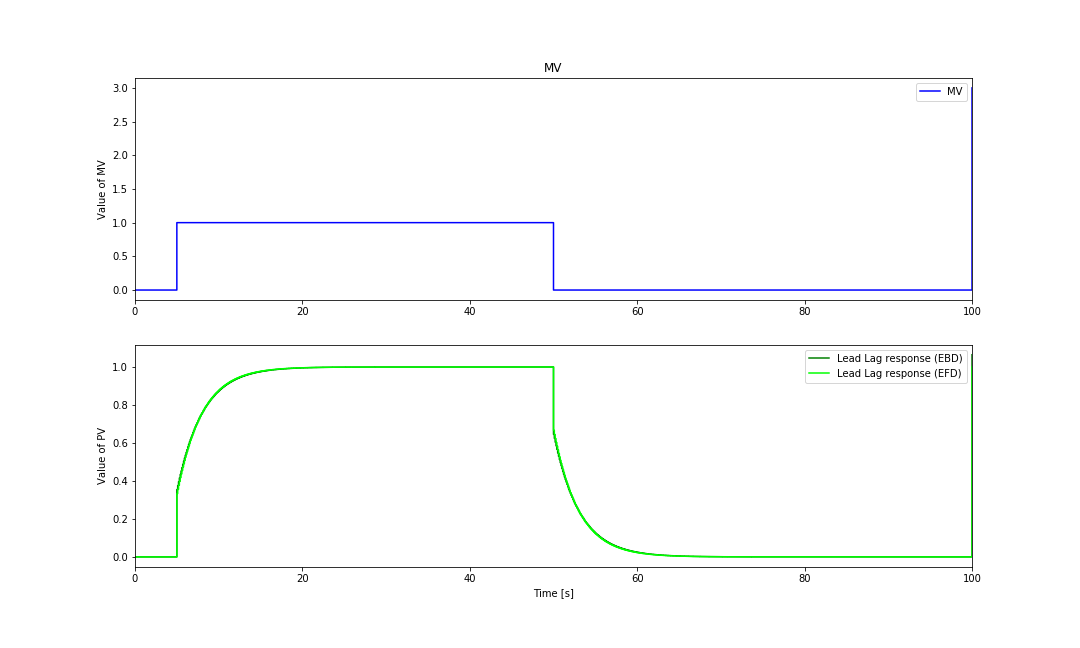 MV
Value of MV
3.0
2.5
2.0
1.5
1.0
0.5
0.0
0 20 40 60 80 100
MV
Value of PV
1.0
0.8
0.6
0.4
0.2
0.0
0 20 40 60 80 100
Time [s]
Lead Lag response (EBD)
Lead Lag response (EFD)